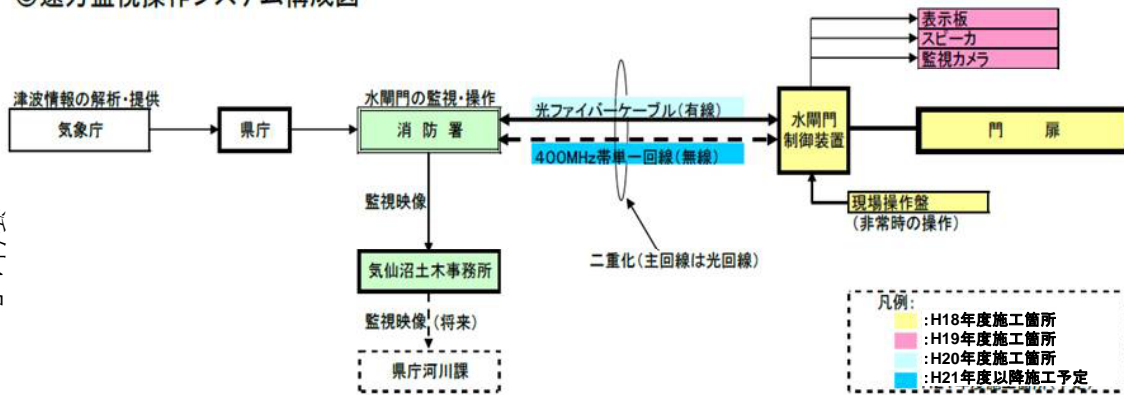 表示板
スピーカ
監視カメラ
津波情報の解析・提供
気象庁
県庁
水閘門の監視・操作
消 防 署
光ファイバーケーブル(有線)
400MHz帯単一回線(無線)
水閘門
制御装置
門 扉
監視映像
現場操作盤
(非常時の操作)
二重化(主回線は光回線)
気仙沼土木事務所
監視映像 (将来)
県庁河川課
凡例:
:H18年度施工箇所
:H19年度施工箇所
:H20年度施工箇所
:H21年度以降施工予定